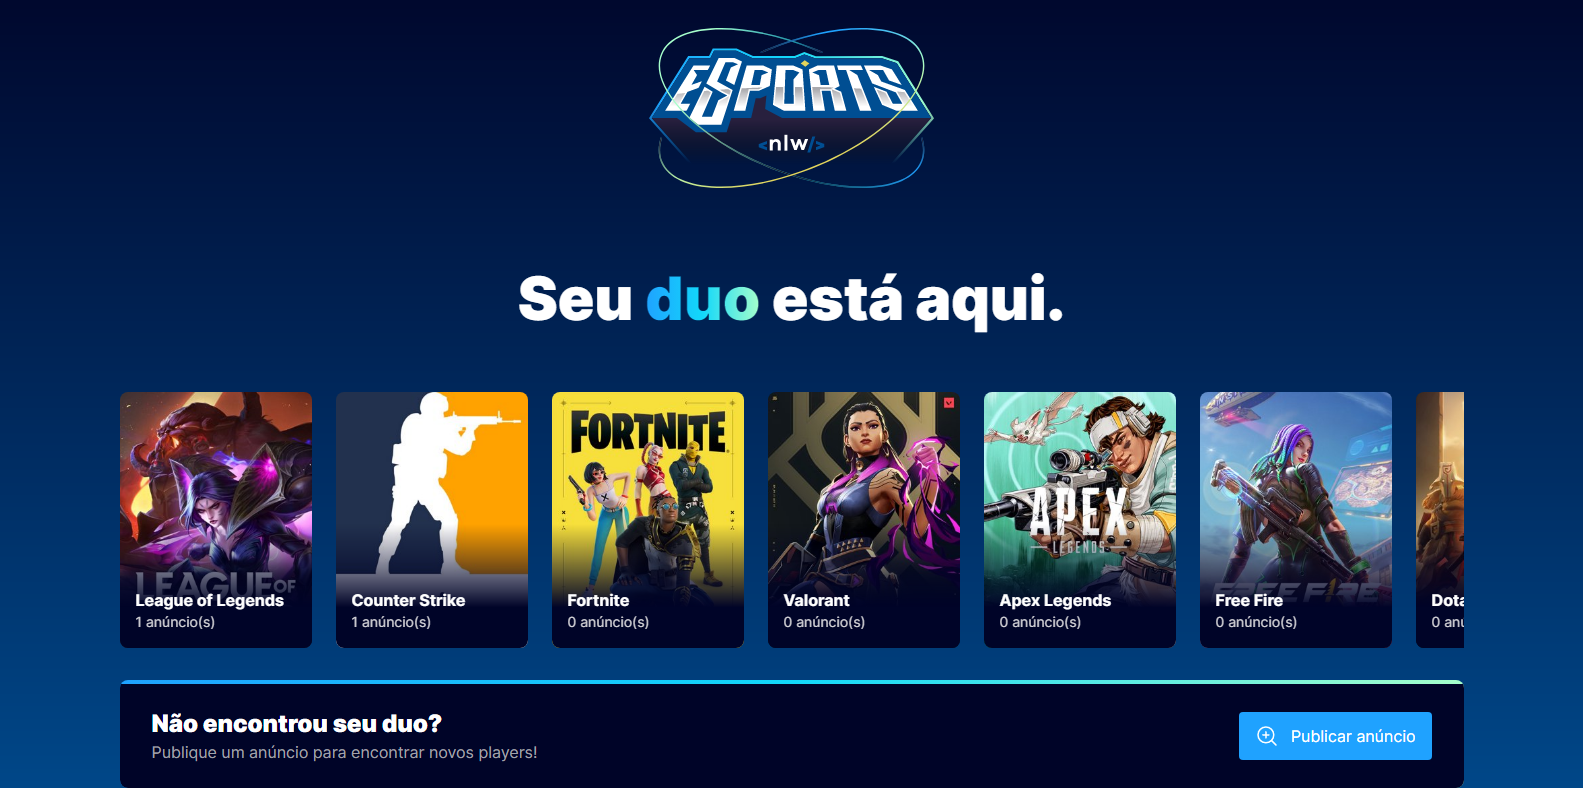 ESPORTS
<nlw/>
Seu duo está aqui.
LEAGUE OF
League of Legends
1 anúncio(s)
Counter Strike
1 anúncio(s)
FORTNITE
Fortnite
0 anúncio(s)
Valorant
0 anúncio(s)
APEX
LEGENDS
Apex Legends
0 anúncio(s)
FREE FIRE
Free Fire
0 anúncio(s)
Dota
0 anú
Não encontrou seu duo?
Publique um anúncio para encontrar novos players!
Publicar anúncio